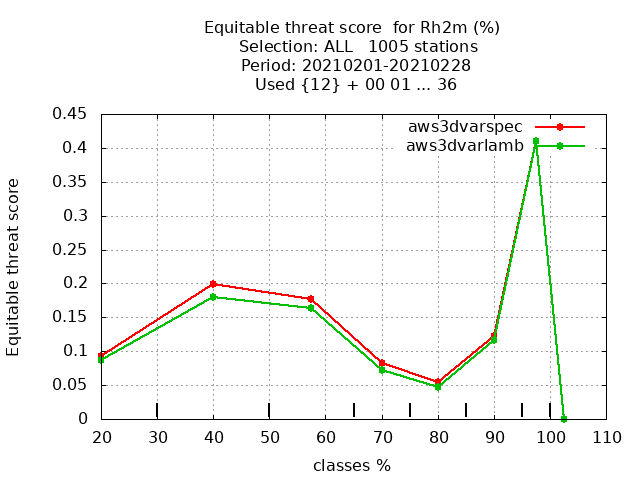 Equitable threat score  for Rh2m (%)
Selection: ALL   1005 stations
Period: 20210201-20210228
Used {12} + 00 01 ... 36
aws3dvarspec
aws3dvarlamb
Equitable threat score
0.45
0.4
0.35
0.3
0.25
0.2
0.15
0.1
0.05
0
20 30 40 50 60 70 80 90 100 110
classes %